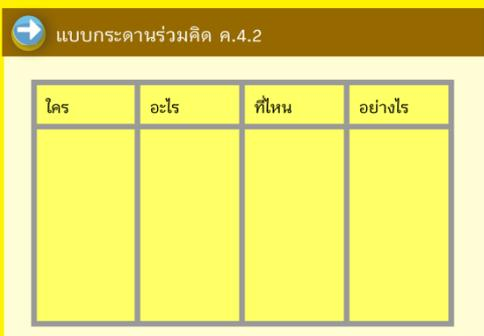 แบบกระดานร่วมคิด ค.4.2
ใคร อะไร ที่ไหน อย่างไร